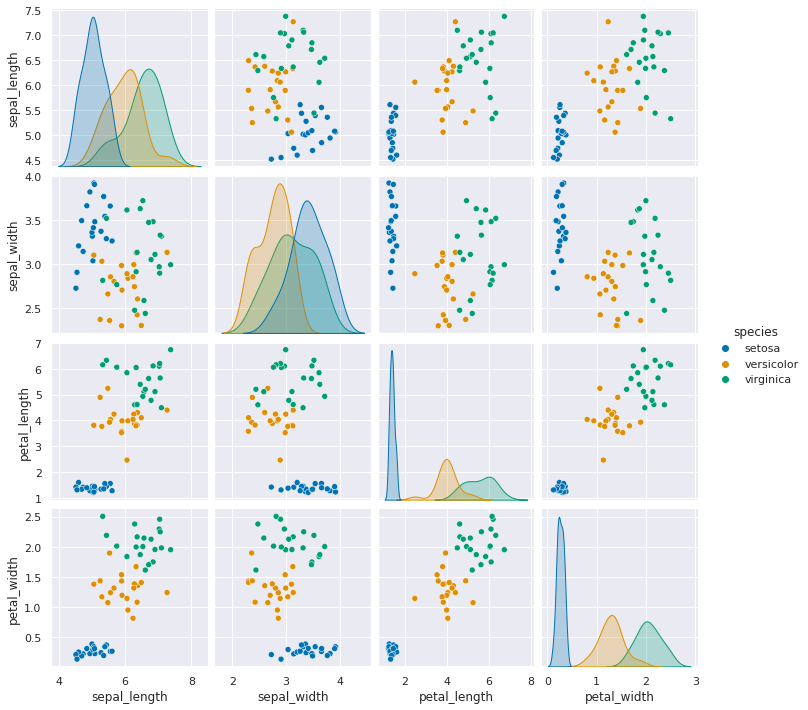 sepal_length
7.5
7.0
6.5
6.0
5.5
5.0
4.5
sepal_width
4.0
3.5
3.0
2.5
petal_length
7
6
5
4
3
2
1
petal_width
2.5
2.0
1.5
1.0
0.5
4 6 8
2 3 4
2 4 6 8
0 1 2 3
sepal_length
sepal_width
petal_length
petal_width
species
setosa
versicolor
virginica